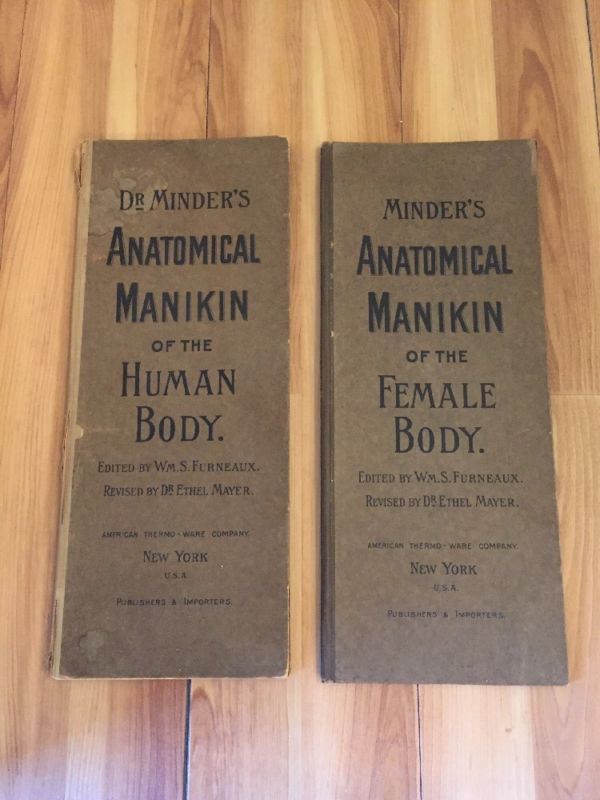 DR MINDER'S
ANATOMICAL
MANIKIN
OF THE
HUMAN
BODY.
EDITED BY WM. S. FURNEAUX.
REVISED BY DR ETHEL MAYER.
AMERICAN THERMO-WARE COMPANY.
NEW YORK
U.S.A.
PUBLISHERS & IMPORTERS.
MINDER'S
ANATOMICAL
MANIKIN
OF THE
FEMALE
BODY.
EDITED BY WM. S. FURNEAUX.
REVISED BY DR ETHEL MAYER.
AMERICAN THERMO-WARE COMPANY.
NEW YORK
U.S.A.
PUBLISHERS & IMPORTERS.